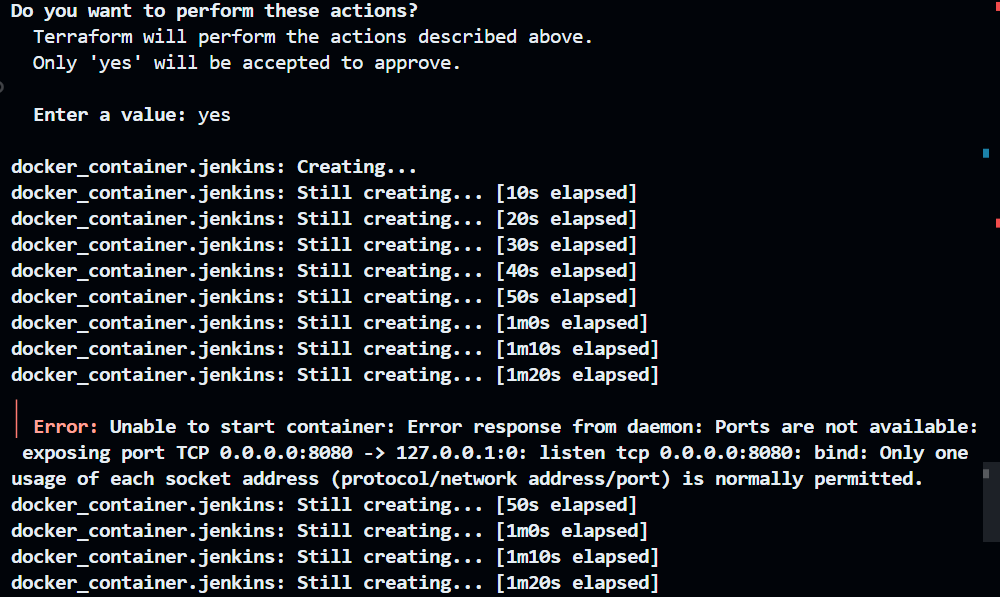 Do you want to perform these actions?
Terraform will perform the actions described above.
Only 'yes' will be accepted to approve.
Enter a value: yes
docker_container.jenkins: Creating...
docker_container.jenkins: Still creating... [10s elapsed]
docker_container.jenkins: Still creating... [20s elapsed]
docker_container.jenkins: Still creating... [30s elapsed]
docker_container.jenkins: Still creating... [40s elapsed]
docker_container.jenkins: Still creating... [50s elapsed]
docker_container.jenkins: Still creating... [1m0s elapsed]
docker_container.jenkins: Still creating... [1m10s elapsed]
docker_container.jenkins: Still creating... [1m20s elapsed]
Error: Unable to start container: Error response from daemon: Ports are not available:
exposing port TCP 0.0.0.0:8080 -> 127.0.0.1:0: listen tcp 0.0.0.0:8080: bind: Only one
usage of each socket address (protocol/network address/port) is normally permitted.
docker_container.jenkins: Still creating... [50s elapsed]
docker_container.jenkins: Still creating... [1m0s elapsed]
docker_container.jenkins: Still creating... [1m10s elapsed]
docker_container.jenkins: Still creating... [1m20s elapsed]